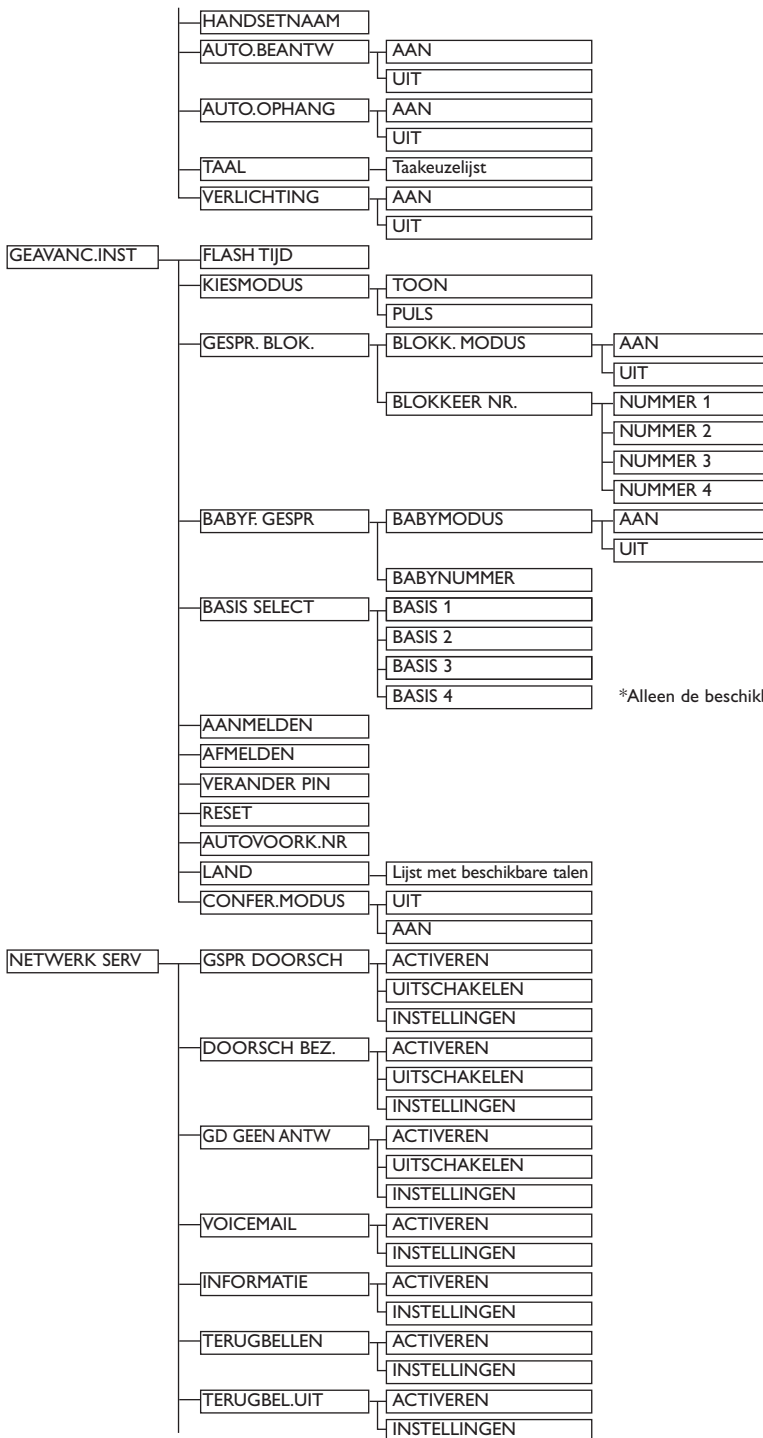 HANDSETNAAM
AUTO.BEANTW AAN
UIT
AUTO.OPHANG AAN
UIT
TAAL Taakeuzelijst
VERLICHTING AAN
UIT
GEAVANC.INST FLASH TIJD
KIESMODUS TOON
PULS
GESPR. BLOK. BLOKK. MODUS AAN
UIT
BLOKKEER NR. NUMMER 1
NUMMER 2
NUMMER 3
NUMMER 4
BABYF. GESPR BABYMODUS AAN
UIT
BABYNUMMER
BASIS SELECT BASIS 1
BASIS 2
BASIS 3
BASIS 4 *Alleen de
AANMELDEN
AFMELDEN
VERANDER PIN
RESET
AUTOVOORK.NR
LAND Lijst met beschikbare talen
CONFER.MODUS UIT
AAN
NETWERK SERV GSPR DOORSCH ACTIVEREN
UITSCHAKELEN
INSTELLINGEN
DOORSCH BEZ. ACTIVEREN
UITSCHAKELEN
INSTELLINGEN
GD GEEN ANTW ACTIVEREN
UITSCHAKELEN
INSTELLINGEN
VOICEMAIL ACTIVEREN
INSTELLINGEN
INFORMATIE ACTIVEREN
INSTELLINGEN
TERUGBELLEN ACTIVEREN
INSTELLINGEN
TERUGBEL.UIT ACTIVEREN
INSTELLINGEN